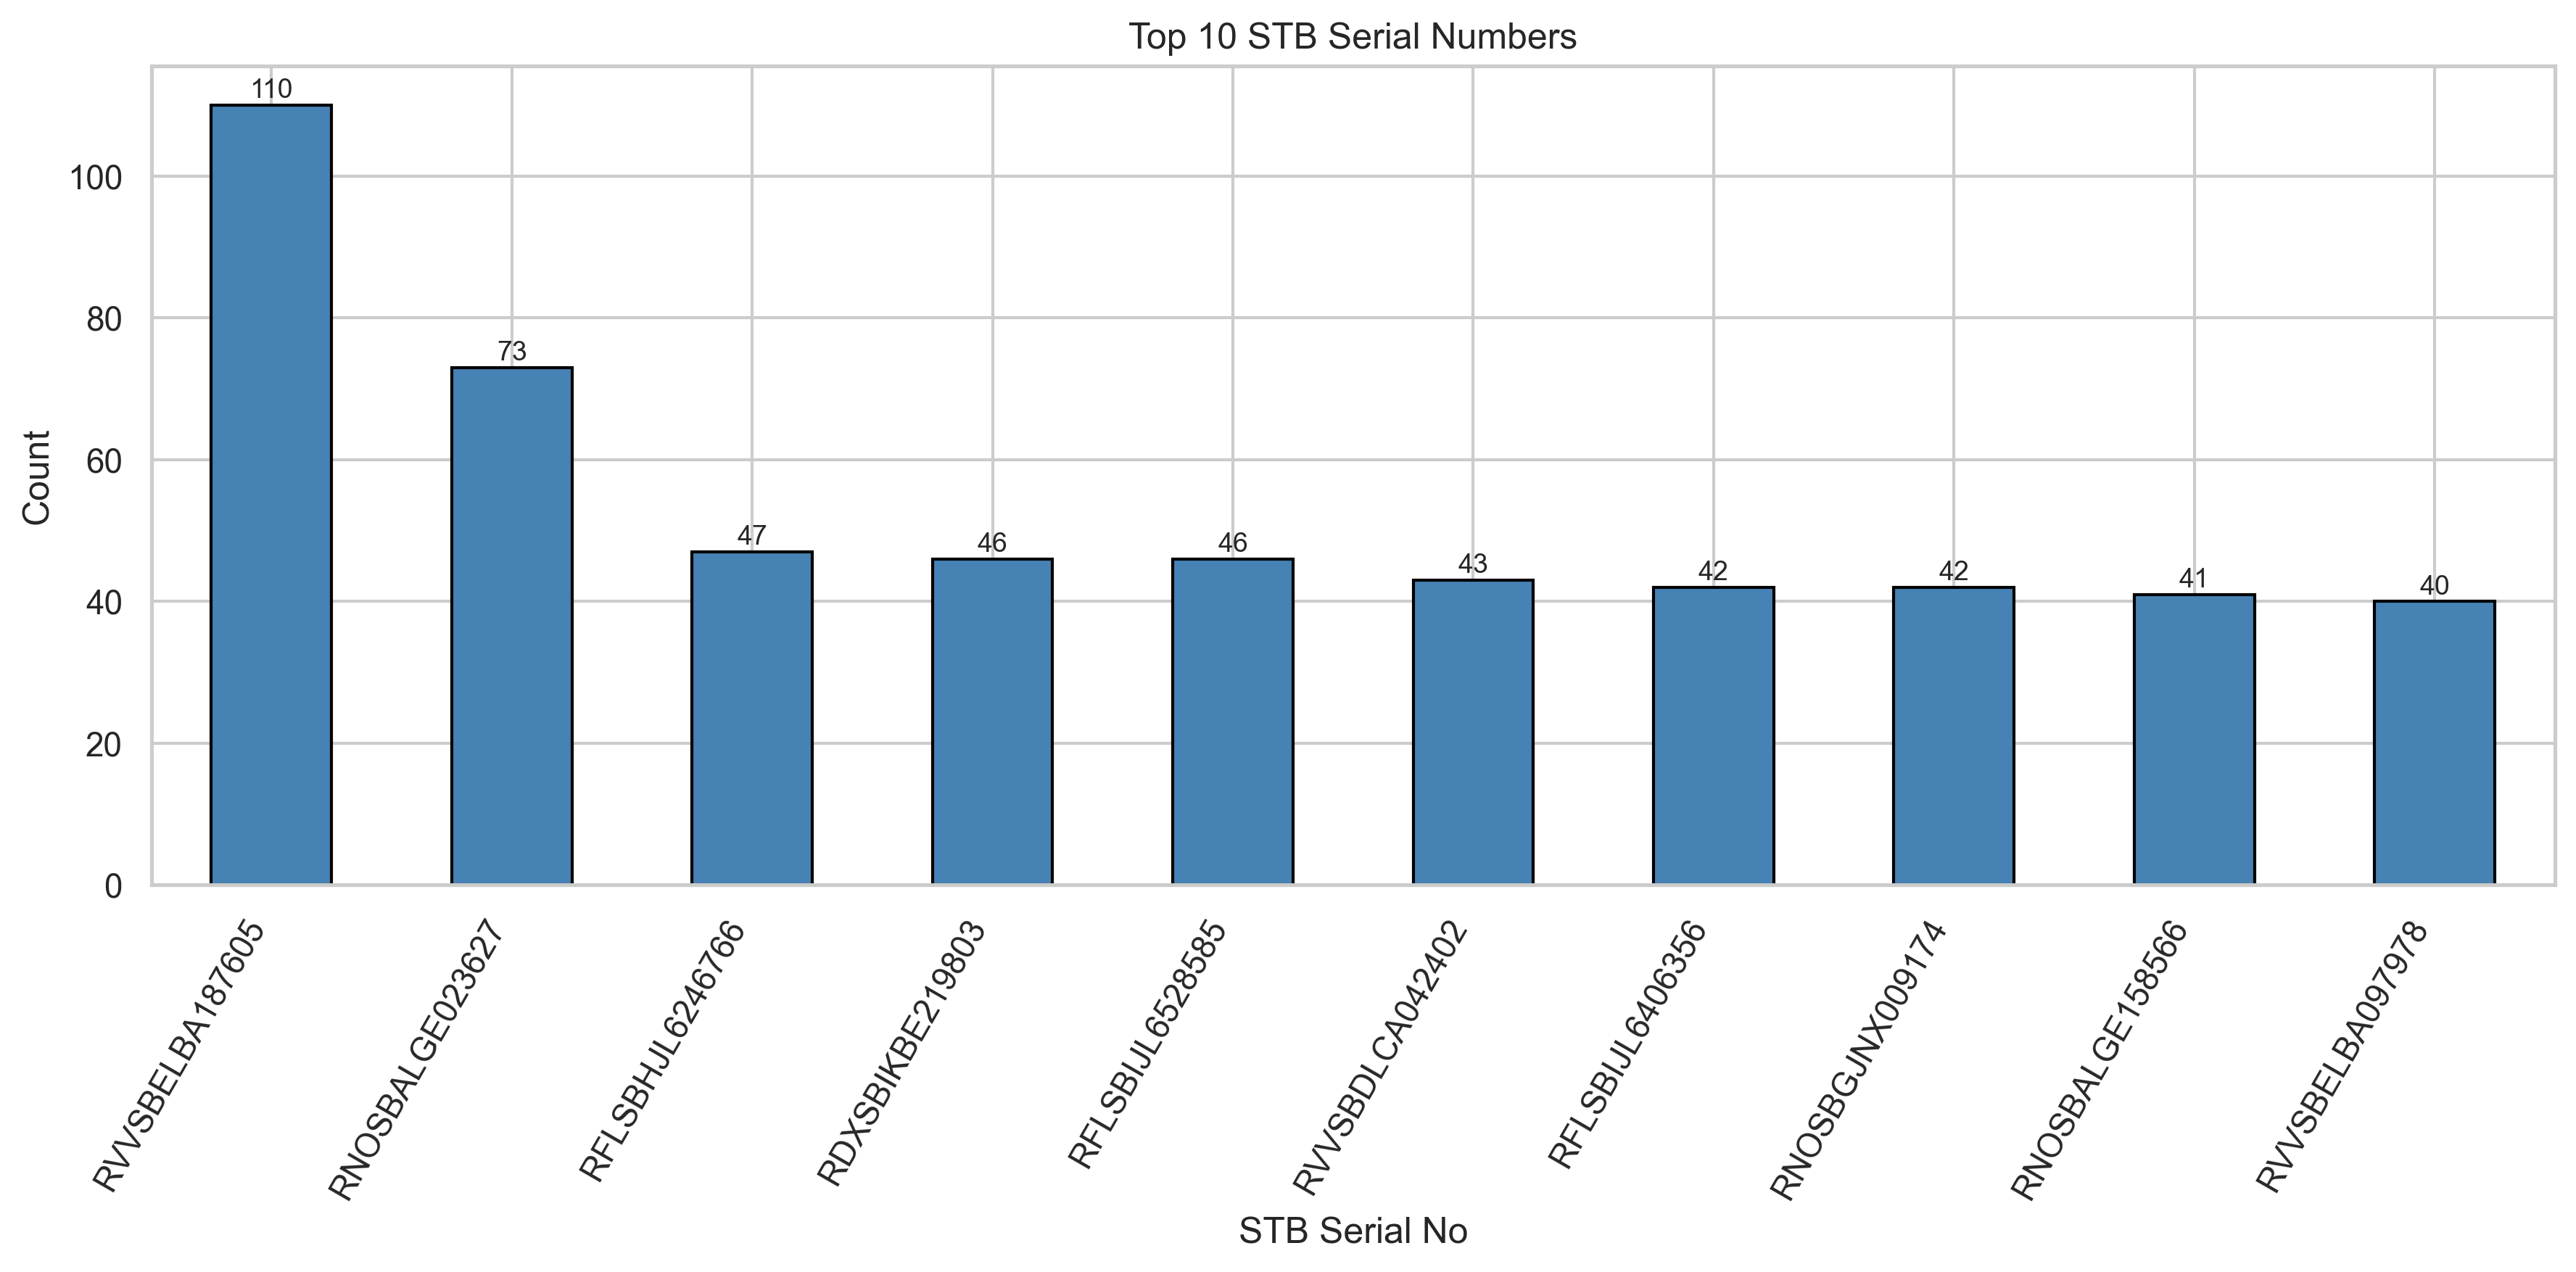 Top 10 STB Serial Numbers
110
73
47
46
46
43
42
42
41
40
100
80
60
40
20
0
Count
RVVSBELBA187605
RNOSBALGE023627
RFLSBHJL6246766
RDXSBIKBE219803
RFLSBIJL6528585
RVVSBDLCA042402
RFLSBIJL6406356
RNOSBGJNX009174
RNOSBALGE158566
RVVSBELBA097978
STB Serial No